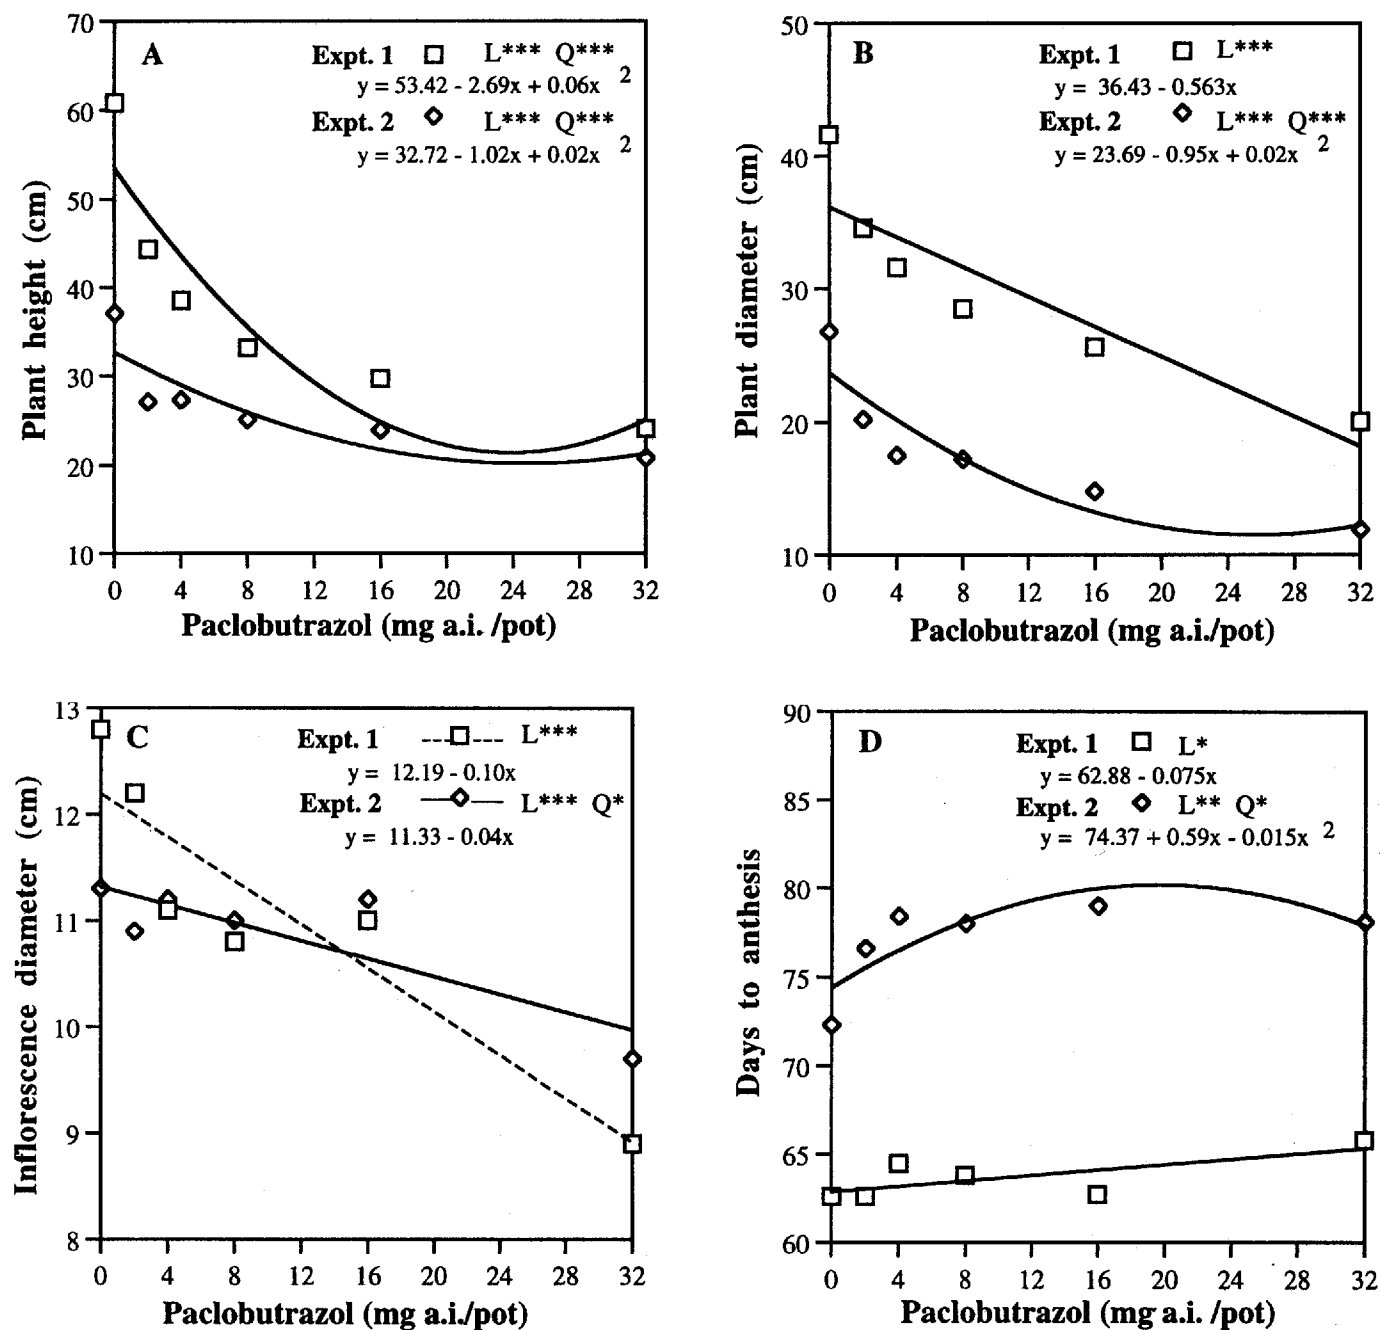 A
Expt. 1 L*** Q***
y = 53.42 - 2.69x + 0.06x 2
Expt. 2 L*** Q***
y = 32.72 - 1.02x + 0.02x 2
70
60
50
40
30
20
10
Plant height (cm)
0 4 8 12 16 20 24 28 32
Paclobutrazol (mg a.i. /pot)
B
Expt. 1 L***
y = 36.43 - 0.563x
Expt. 2 L*** Q***
y = 23.69 - 0.95x + 0.02x 2
50
40
30
20
10
Plant diameter (cm)
0 4 8 12 16 20 24 28 32
Paclobutrazol (mg a.i./pot)
C
Expt. 1 L***
y = 12.19 - 0.10x
Expt. 2 L*** Q*
y = 11.33 - 0.04x
13
12
11
10
9
8
Inflorescence diameter (cm)
0 4 8 12 16 20 24 28 32
Paclobutrazol (mg a.i./pot)
D
Expt. 1 L*
y = 62.88 - 0.075x
Expt. 2 L** Q*
y = 74.37 + 0.59x - 0.015x 2
90
85
80
75
70
65
60
Days to anthesis
0 4 8 12 16 20 24 28 32
Paclobutrazol (mg a.i./pot)